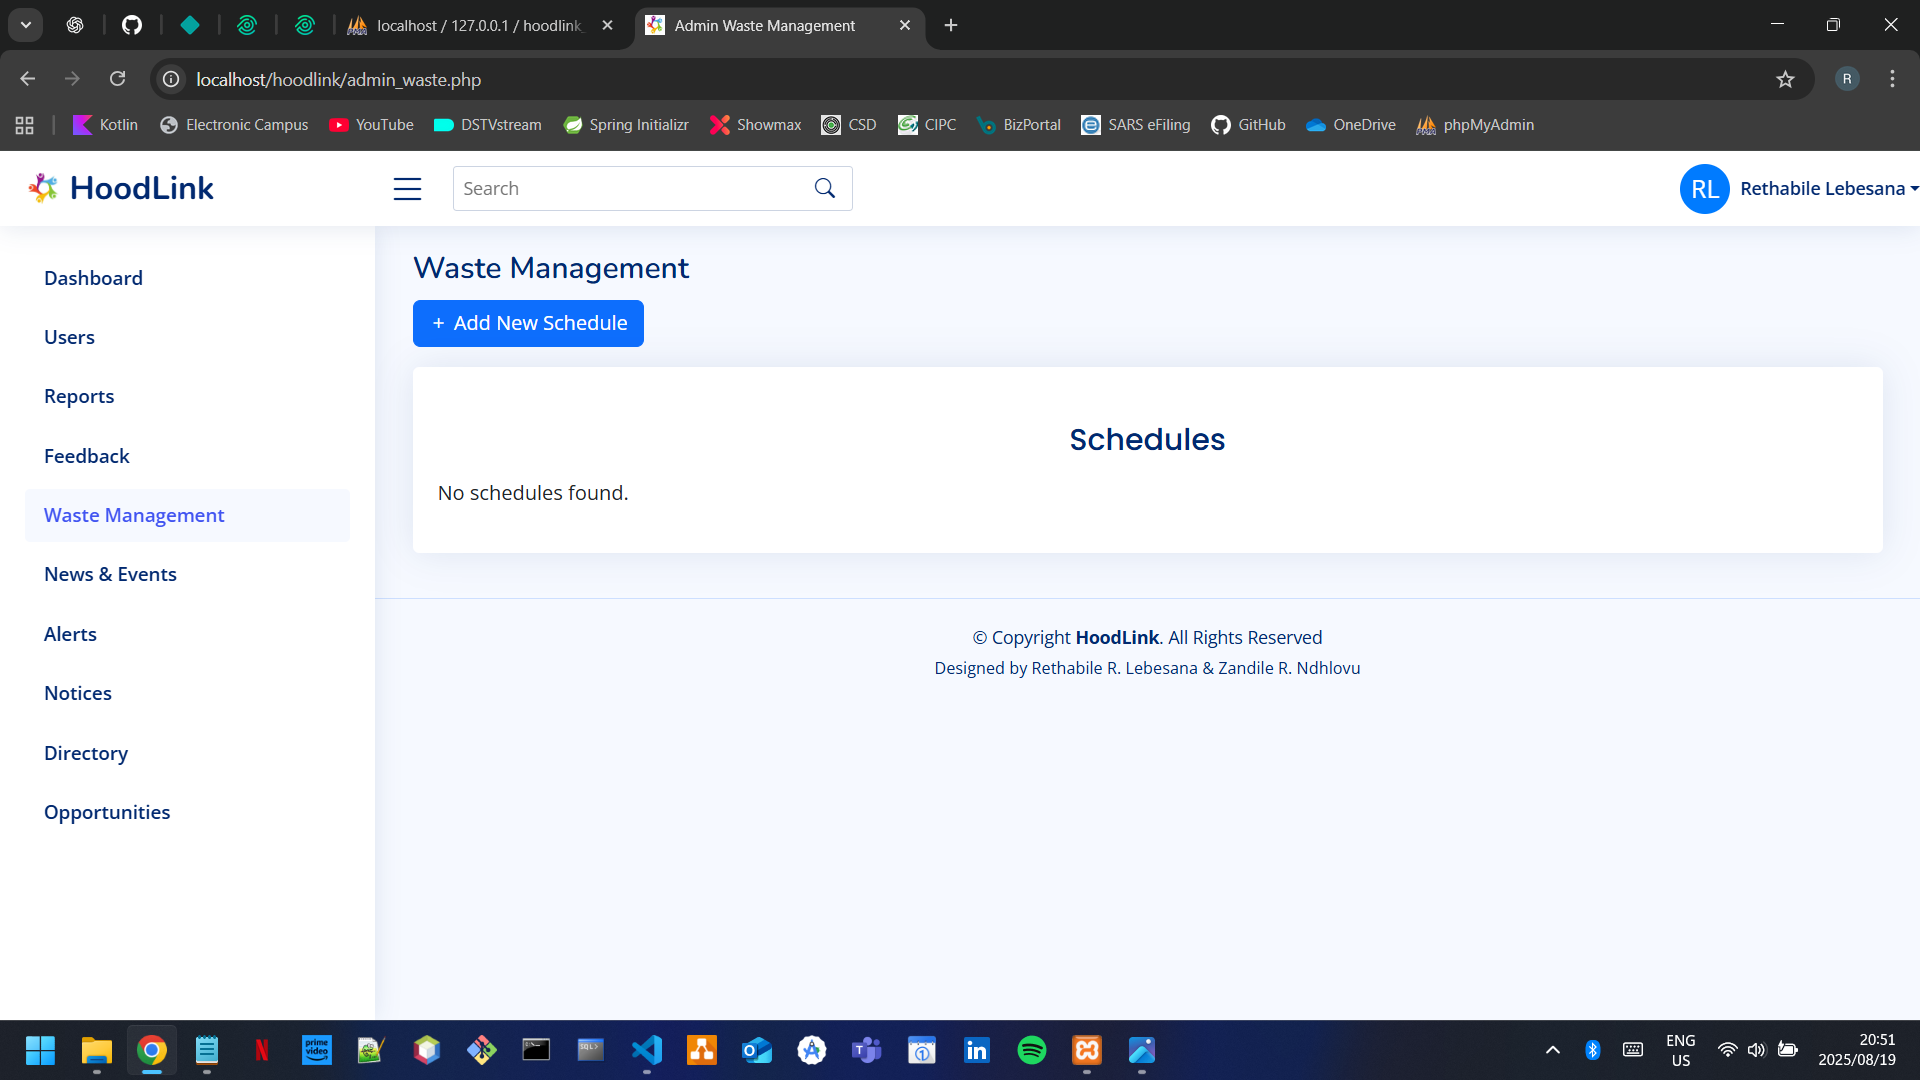 localhost / 127.0.0.1 / hoodlink_
Admin Waste Management
localhost/hoodlink/admin_waste.php
R
Kotlin
Electronic Campus
YouTube
DSTVstream
Spring Initializr
Showmax
CSD
CIPC
BizPortal
SARS eFiling
GitHub
OneDrive
phpMyAdmin
HoodLink
Search
RL
Rethabile Lebesana
Dashboard
Users
Reports
Feedback
Waste Management
News & Events
Alerts
Notices
Directory
Opportunities
Waste Management
+ Add New Schedule
Schedules
No schedules found.
© Copyright HoodLink. All Rights Reserved
Designed by Rethabile R. Lebesana & Zandile R. Ndhlovu
prime video
ENG
US
20:51
2025/08/19